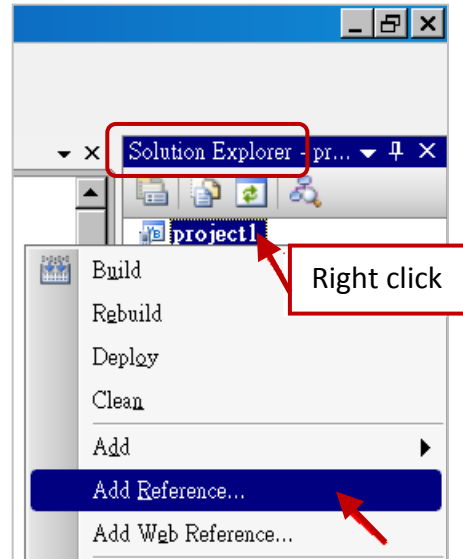 Solution Explorer - pr...
project1
Right click
Build
Rebuild
Deploy
Clean
Add
Add Reference...
Add Web Reference...